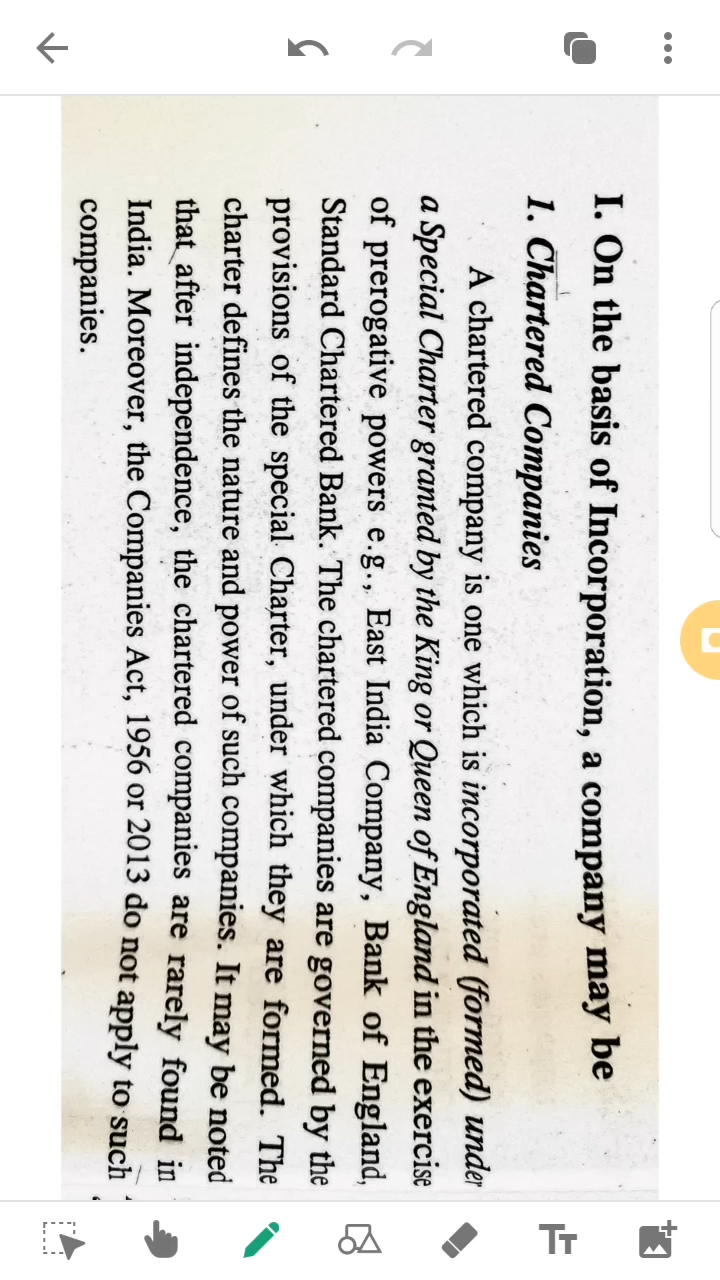 I. On the basis of Incorporation, a company may be
1. Chartered Companies
A chartered company is one which is incorporated (formed) under
a Special Charter granted by the King or Queen of England in the exercise
of prerogative powers e.g., East India Company, Bank of England,
Standard Chartered Bank. The chartered companies are governed by the
provisions of the special Charter, under which they are formed. The
charter defines the nature and power of such companies. It may be noted
that after independence, the chartered companies are rarely found in
India. Moreover, the Companies Act, 1956 or 2013 do not apply to such
companies.
TT